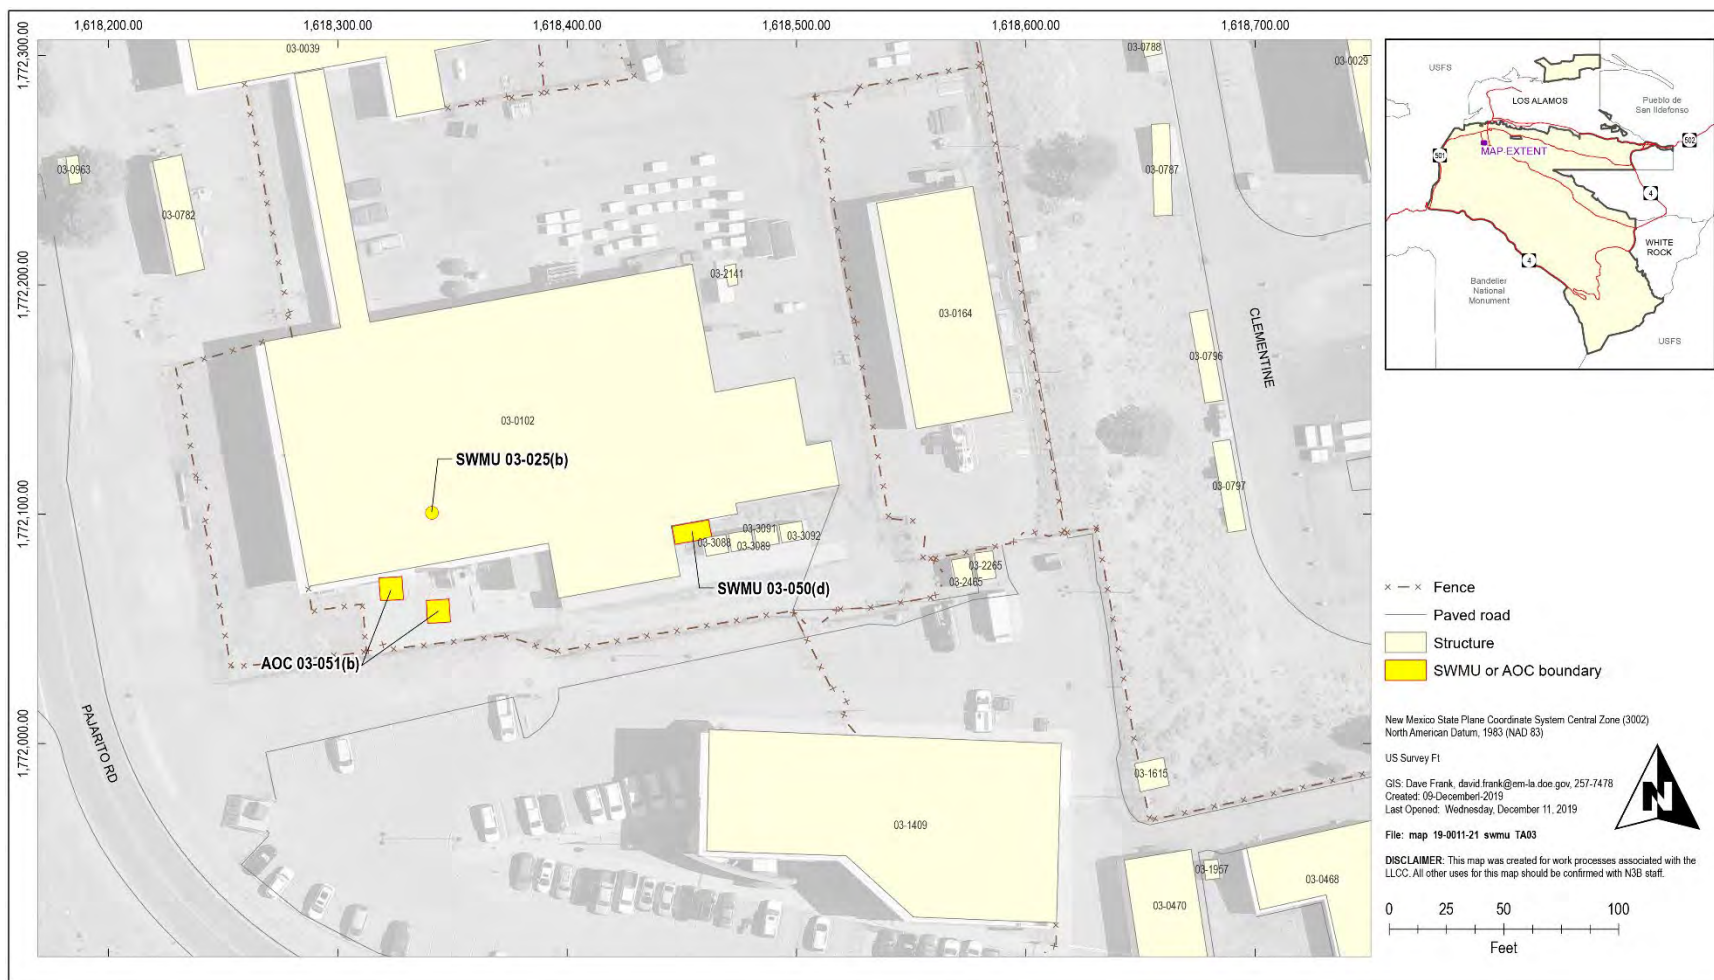 1,618,200.00
1,618,300.00
1,618,400.00
1,618,500.00
1,618,600.00
1,618,700.00
1,772,300.00
1,772,200.00
1,772,100.00
1,772,000.00
03-0039
03-0788
03-0029
03-0963
03-0782
03-0787
03-2141
03-0164
03-0796
CLEMENTINE
03-0102
SWMU 03-025(b)
03-0797
03-3091
03-3088
03-3092
03-3089
03-2265
03-2465
SWMU 03-050(d)
AOC 03-051(b)
PAJARITO RD
03-1615
03-1409
03-1957
03-0470
03-0468
USFS
LOS ALAMOS
Pueblo de
San Ildefonso
502
501
MAP EXTENT
4
WHITE
ROCK
4
Bandelier
National
Monument
USFS
Fence
Paved road
Structure
SWMU or AOC boundary
New Mexico State Plane Coordinate System Central Zone (3002)
North American Datum, 1983 (NAD 83)
US Survey Ft
GIS: Dave Frank, david.frank@em-la.doe.gov, 257-7478
Created: 09-Decemberl-2019
Last Opened: Wednesday, December 11, 2019
File: map 19-0011-21 swmu TA03
DISCLAIMER: This map was created for work processes associated with the
LLCC. All other uses for this map should be confirmed with N3B staff.
N
0 25 50 100
Feet